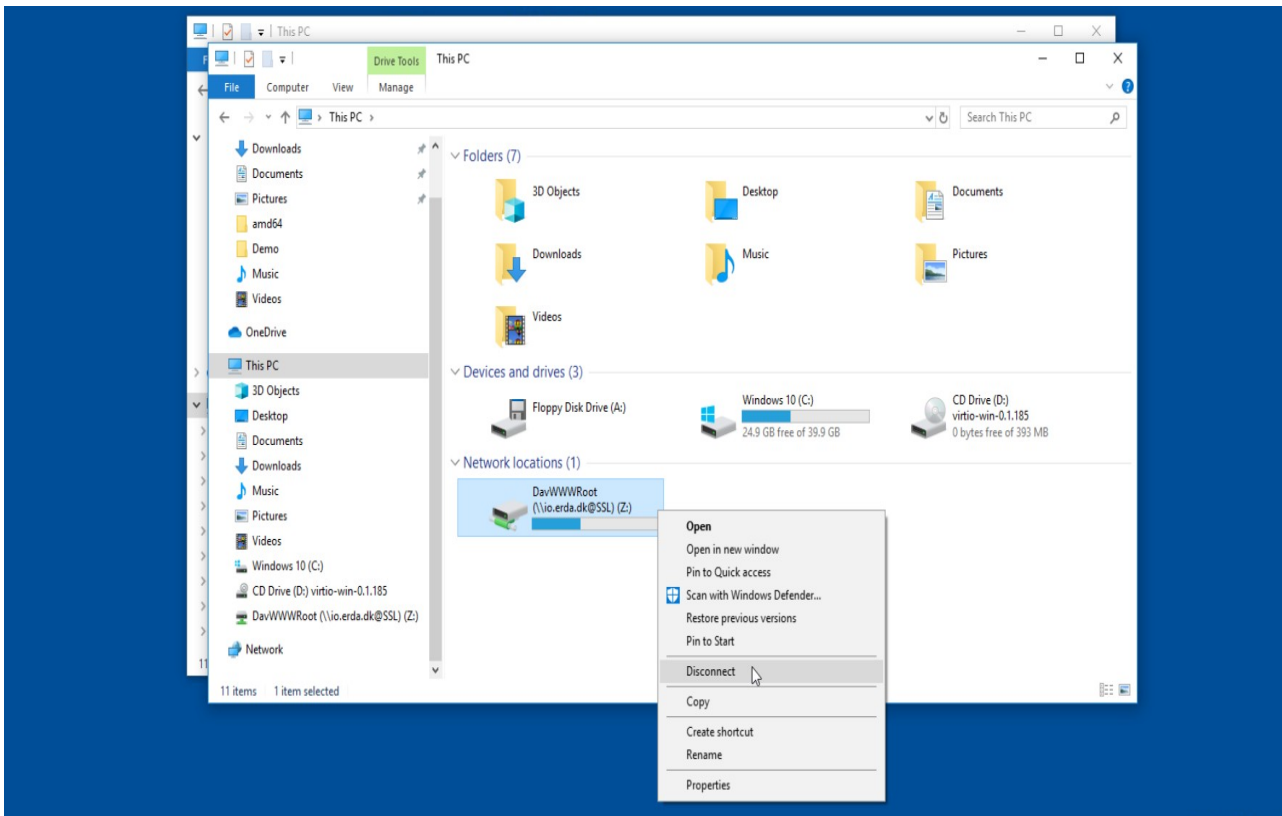 This PC
Drive Tools
This PC
File
Computer
View
Manage
This PC
Search This PC
Downloads
Documents
Pictures
amd64
Demo
Music
Videos
OneDrive
This PC
3D Objects
Desktop
Documents
Downloads
Music
Pictures
Videos
Windows 10 (C:)
CD Drive (D:) virtio-win-0.1.185
DavWWWRoot (\\io.erda.dk@SSL) (Z:)
Network
Folders (7)
3D Objects
Desktop
Documents
Downloads
Music
Pictures
Videos
Devices and drives (3)
Floppy Disk Drive (A:)
Windows 10 (C:)
24.9 GB free of 39.9 GB
CD Drive (D:)
virtio-win-0.1.185
0 bytes free of 393 MB
Network locations (1)
DavWWWRoot
(\\io.erda.dk@SSL) (Z:)
Open
Open in new window
Pin to Quick access
Scan with Windows Defender...
Restore previous versions
Pin to Start
Disconnect
Copy
Create shortcut
Rename
Properties
11
11 items
1 item selected